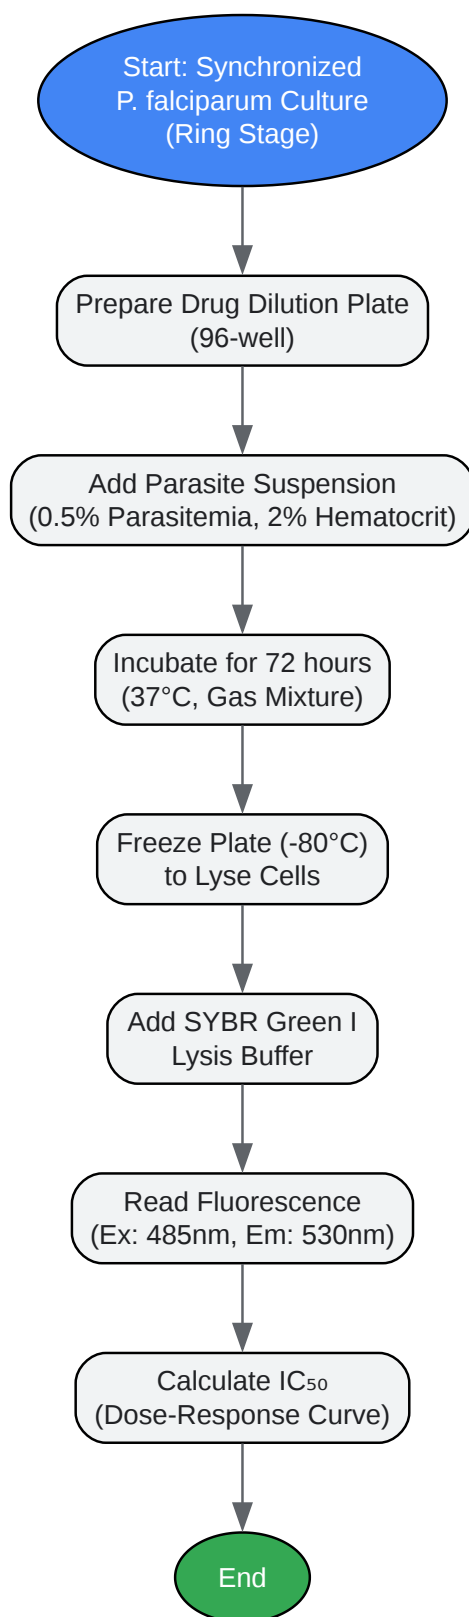 Start: Synchronized
P. falciparum Culture
(Ring Stage)
Prepare Drug Dilution Plate
(96-well)
Add Parasite Suspension
(0.5% Parasitemia, 2% Hematocrit)
Incubate for 72 hours
(37°C, Gas Mixture)
Freeze Plate (-80°C)
to Lyse Cells
Add SYBR Green I
Lysis Buffer
Read Fluorescence
(Ex: 485nm, Em: 530nm)
Calculate IC₅₀
(Dose-Response Curve)
End